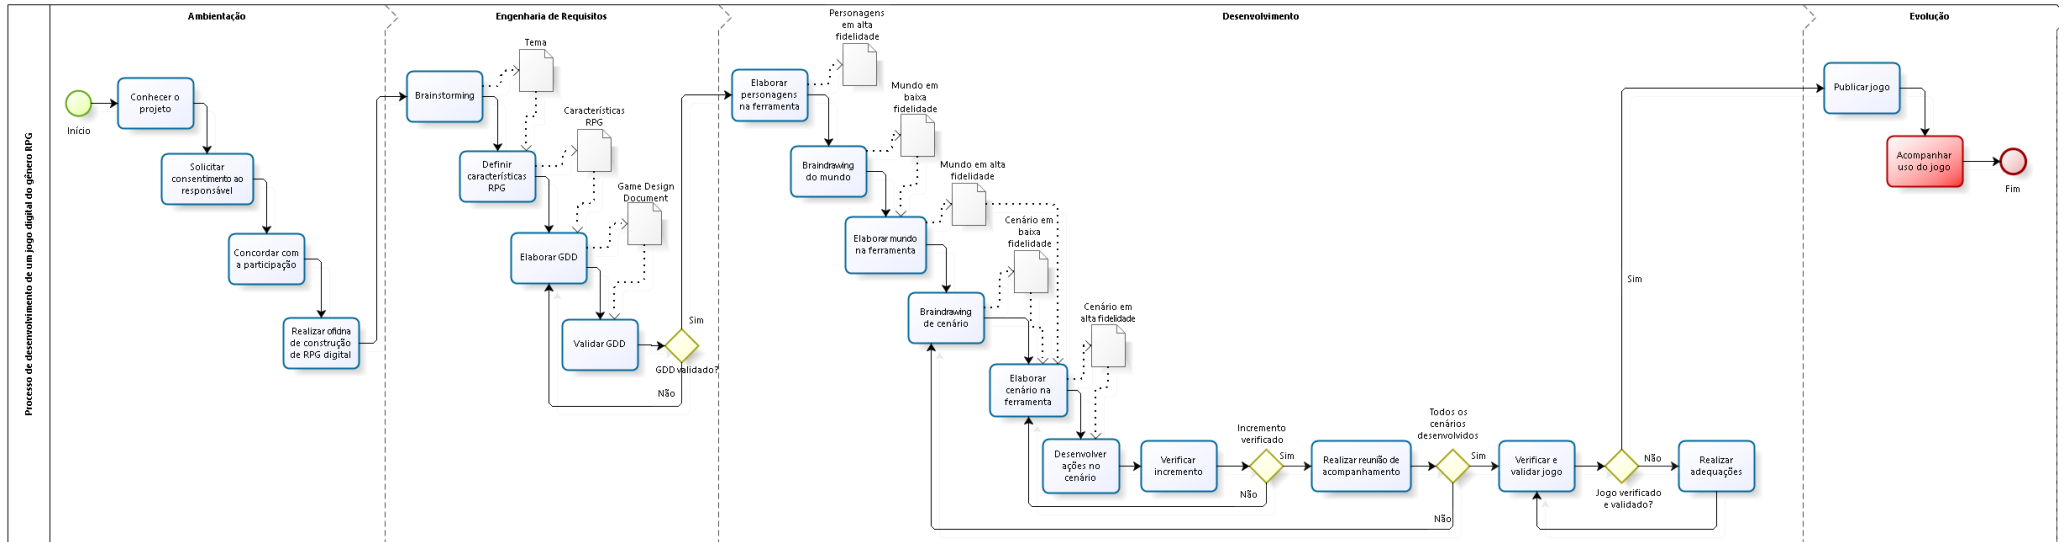 Processo de desenvolvimento de um jogo digital do gênero RPG
Ambientação
Início
Conhecer o
projeto
Solicitar
consentimento ao
responsável
Concordar com
a participação
Realizar oficina
de construção
de RPG digital
Engenharia de Requisitos
Brainstorming
Tema
Definir
características
RPG
Características
RPG
Elaborar GDD
Game Design
Document
Validar GDD
GDD validado?
Sim
Não
Desenvolvimento
Elaborar
personagens
na ferramenta
Personagens
em alta
fidelidade
Braindrawing
do mundo
Mundo em
baixa
fidelidade
Elaborar mundo
na ferramenta
Mundo em alta
fidelidade
Braindrawing
de cenário
Cenário em
baixa
fidelidade
Elaborar
cenário na
ferramenta
Cenário em
alta fidelidade
Desenvolver
ações no
cenário
Verificar
incremento
Incremento
verificado
Sim
Não
Realizar reunião de
acompanhamento
Todos os
cenários
desenvolvidos
Sim
Não
Verificar e
validar jogo
Jogo verificado
e validado?
Sim
Não
Realizar
adequações
Evolução
Publicar jogo
Acompanhar
uso do jogo
Fim